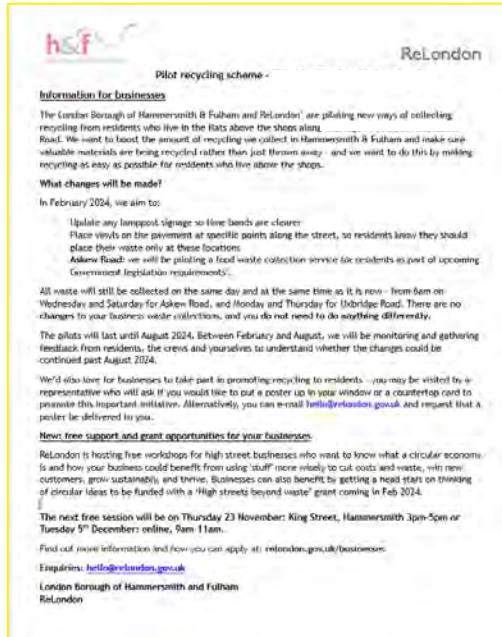 h&f
ReLondon
Pilot recycling scheme -
Information for businesses
The London Borough of Hammersmith & Fulham and ReLondon' are piloting new ways of collecting
recycling from residents who live in the flats above the shops along
Road. We want to boost the amount of recycling we collect in Hammersmith & Fulham and make sure
valuable materials are being recycled rather than just thrown away - and we want to do this by making
recycling as easy as possible for residents who live above the shops.
What changes will be made?
In February 2024, we aim to:
Update any lamppost signage so time bands are clearer
Place vinyls on the pavement at specific points along the street, so residents know they should
place their waste only at these locations
Askew Road: we will be piloting a food waste collection service for residents as part of upcoming
Government legislation requirements
All waste will still be collected on the same day and at the same time as it is now - from 6am on
Wednesday and Saturday for Askew Road, and Monday and Thursday for Uxbridge Road. There are no
changes to your business waste collections, and you do not need to do anything differently.
The pilots will last until August 2024. Between February and August, we will be monitoring and gathering
feedback from residents, the crews and yourselves to understand whether the changes could be
continued past August 2024.
We'd also love for businesses to take part in promoting recycling to residents - you may be visited by a
representative who will ask if you would like to put a poster up in your window or a countertop card to
promote this important initiative. Alternatively, you can e-mail hello@relondon.gov.uk and request that a
poster be delivered to you.
New: free support and grant opportunities for your businesses
ReLondon is hosting free workshops for high street businesses who want to know what a circular economy
is and how your business could benefit from using 'stuff' more wisely to cut costs and waste, win new
customers, grow sustainably, and thrive. Businesses can also benefit by getting a head start on thinking
of circular ideas to be funded with a 'High streets beyond waste' grant coming in Feb 2024.
The next free session will be on Thursday 23 November: King Street, Hammersmith 3pm-5pm or
Tuesday 5th December: online, 9am-11am.
Find out more information and how you can apply at: relondon.gov.uk/businesses
Enquiries: hello@relondon.gov.uk
London Borough of Hammersmith and Fulham
ReLondon